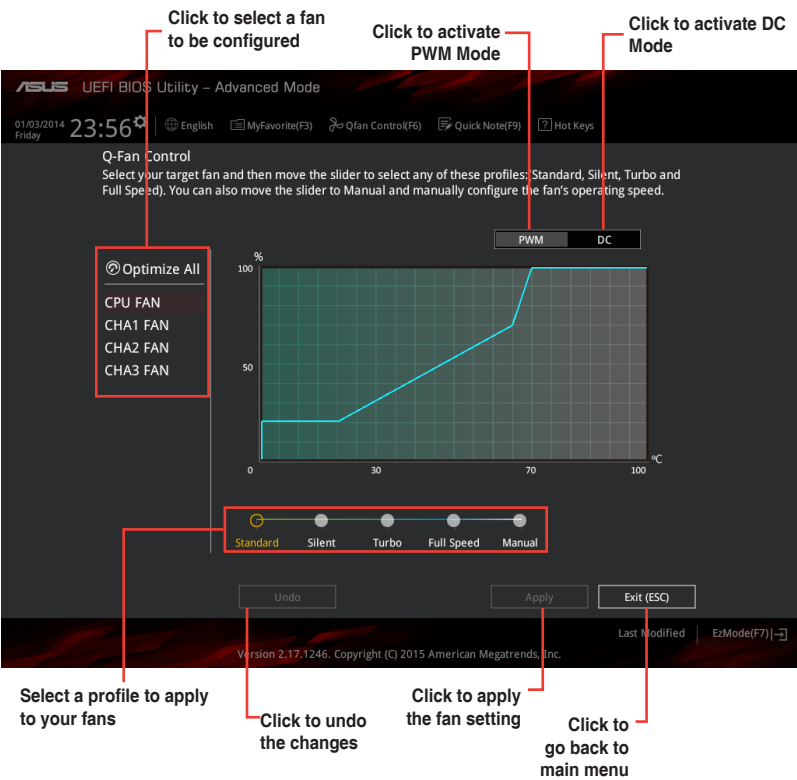 Click to select a fan
to be configured
Click to activate
PWM Mode
Click to activate DC
Mode
ASUS UEFI BIOS Utility – Advanced Mode
01/03/2014
Friday
23:56
English
MyFavorite(F3)
Qfan Control(F6)
Quick Note(F9)
? Hot Keys
Q-Fan Control
Select your target fan and then move the slider to select any of these profiles:(Standard, Silent, Turbo and
Full Speed). You can also move the slider to Manual and manually configure the fan's operating speed.
PWM DC
Optimize All
CPU FAN
CHA1 FAN
CHA2 FAN
CHA3 FAN
%
100
50
0 30 70 100
ºC
Standard Silent Turbo Full Speed Manual
Undo Apply Exit (ESC)
Last Modified EzMode(F7)
Version 2.17.1246. Copyright (C) 2015 American Megatrends, Inc.
Select a profile to apply
to your fans
Click to undo
the changes
Click to apply
the fan setting
Click to
go back to
main menu